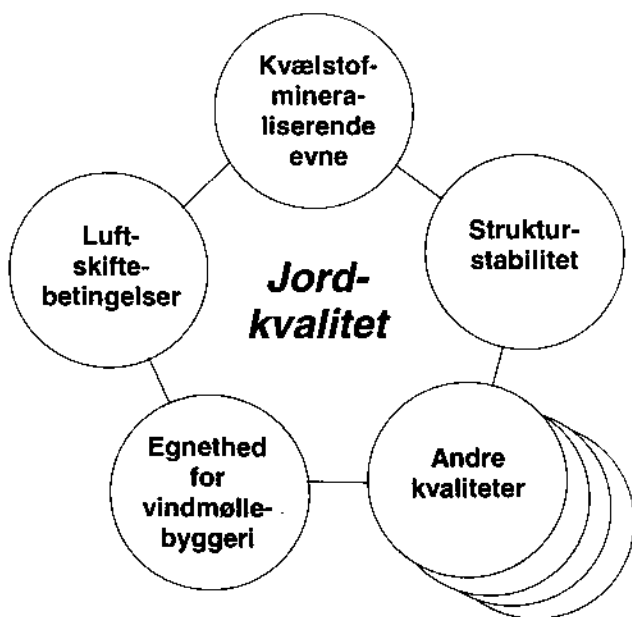 Kvælstof-
minera-
liserende
evne
Luft-
skifte-
betingelser
Jord-
kvalitet
Struktur-
stabilitet
Egnethed
for
vindmølle-
byggeri
Andre
kvaliteter